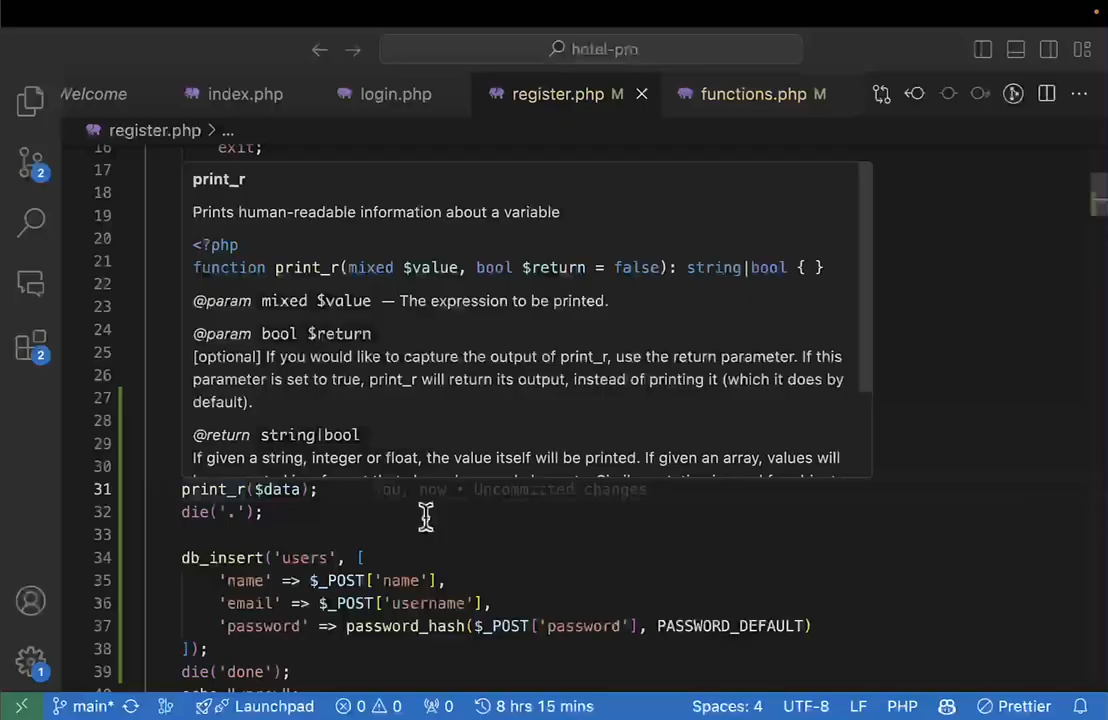 hotel-pro
Welcome index.php login.php register.php M functions.php M
register.php > ...
16 exit;
17
18
19
20
21
22
23
24
25
26
27
28
29
30
print_r
Prints human-readable information about a variable
<?php
function print_r(mixed $value, bool $return = false): string|bool { }
@param mixed $value — The expression to be printed.
@param bool $return
[optional] If you would like to capture the output of print_r, use the return parameter. If this
parameter is set to true, print_r will return its output, instead of printing it (which it does by
default).
@return string|bool
If given a string, integer or float, the value itself will be printed. If given an array, values will
31 print_r($data); You, now • Uncommitted changes
32 die('.');
33
34 db_insert('users', [
35 'name' => $_POST['name'],
36 'email' => $_POST['username'],
37 'password' => password_hash($_POST['password'], PASSWORD_DEFAULT)
38 ]);
39 die('done');
2
2
1
main* Launchpad 0 0 0 8 hrs 15 mins Spaces: 4 UTF-8 LF PHP Prettier